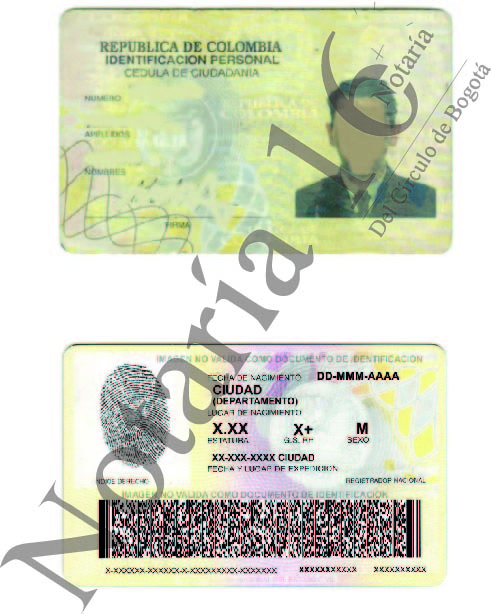 REPUBLICA DE COLOMBIA
IDENTIFICACION PERSONAL
CEDULA DE CIUDADANIA
NUMERO
REPUBLICA DE
COLOMBIA
APELLIDOS
NOMBRES
FIRMA
Notaría 16
Notaría
Del Círculo de Bogotá
IMAGEN NO VALIDA COMO DOCUMENTO DE IDENTIFICACION
FECHA DE NACIMIENTO DD-MMM-AAAA
CIUDAD
(DEPARTAMENTO)
LUGAR DE NACIMIENTO
X.XX X+ M
ESTATURA G.S. RH SEXO
XX-XXX-XXXX CIUDAD
FECHA Y LUGAR DE EXPEDICION
INDICE DERECHO REGISTRADOR NACIONAL
IMAGEN NO VALIDA COMO DOCUMENTO DE IDENTIFICACION
X-XXXXXX-XXXXXX-X-XXXXXXXXXX-XXXXXXX XXXXXXXXXXX XXXXXXXXXX